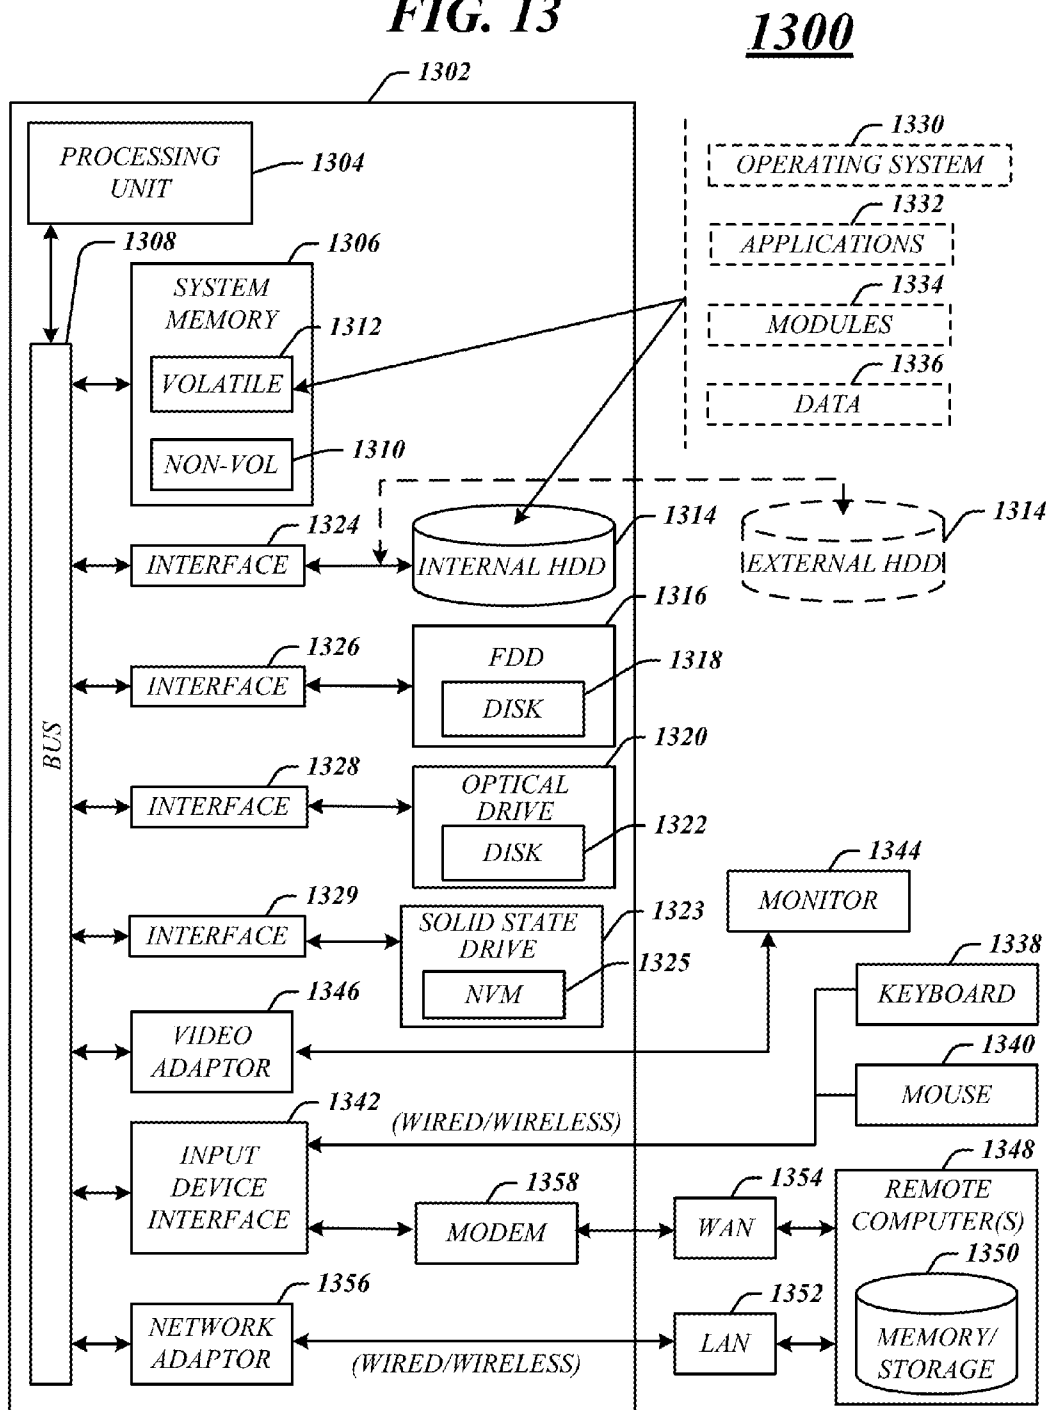 FIG. 13
1300
1302
PROCESSING
UNIT
1304
1308
1306
SYSTEM
MEMORY
1312
VOLATILE
1310
NON-VOL
1330
OPERATING SYSTEM
1332
APPLICATIONS
1334
MODULES
1336
DATA
1324
INTERFACE
1314
INTERNAL HDD
1314
EXTERNAL HDD
1316
FDD
1318
DISK
1326
INTERFACE
BUS
1320
OPTICAL
DRIVE
1322
DISK
1328
INTERFACE
1344
MONITOR
1329
INTERFACE
1323
SOLID STATE
DRIVE
1325
NVM
1338
KEYBOARD
1346
VIDEO
ADAPTOR
1340
MOUSE
1342
(WIRED/WIRELESS)
INPUT
DEVICE
INTERFACE
1358
MODEM
1354
WAN
1348
REMOTE
COMPUTER(S)
1350
MEMORY/
STORAGE
1356
NETWORK
ADAPTOR
(WIRED/WIRELESS)
1352
LAN